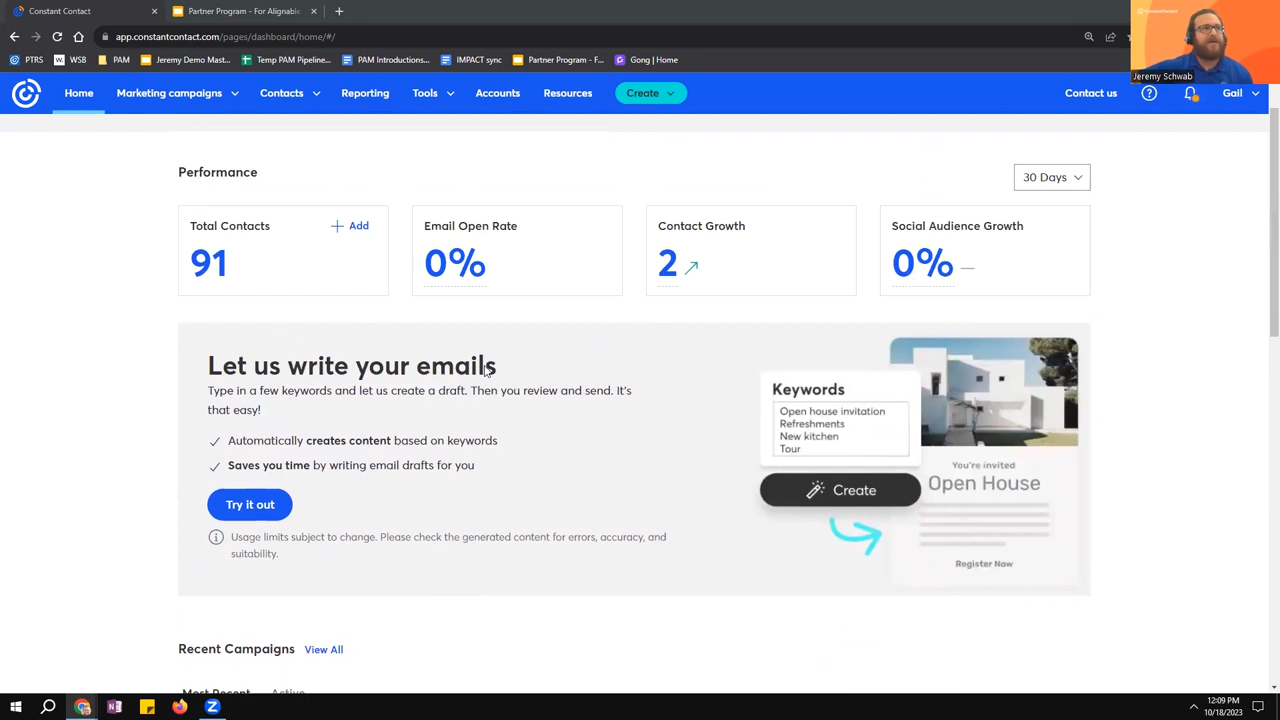 Constant Contact
Partner Program - For Alignable
app.constantcontact.com/pages/dashboard/home/#/
PTRS
WSB
PAM
Jeremy Demo Mast...
Temp PAM Pipeline...
PAM Introductions...
IMPACT sync
Partner Program - F...
Gong | Home
Jeremy Schwab
Home
Marketing campaigns
Contacts
Reporting
Tools
Accounts
Resources
Create
Contact us
Gail
Performance
30 Days
Total Contacts
Add
91
Email Open Rate
0%
Contact Growth
2
Social Audience Growth
0%
Let us write your emails
Type in a few keywords and let us create a draft. Then you review and send. It's
that easy!
Automatically creates content based on keywords
Saves you time by writing email drafts for you
Try it out
Usage limits subject to change. Please check the generated content for errors, accuracy, and
suitability.
Keywords
Open house invitation
Refreshments
New kitchen
Tour
Create
You're invited
Open House
Register Now
Recent Campaigns
View All
Most Recent
Active
12:09 PM
10/18/2023